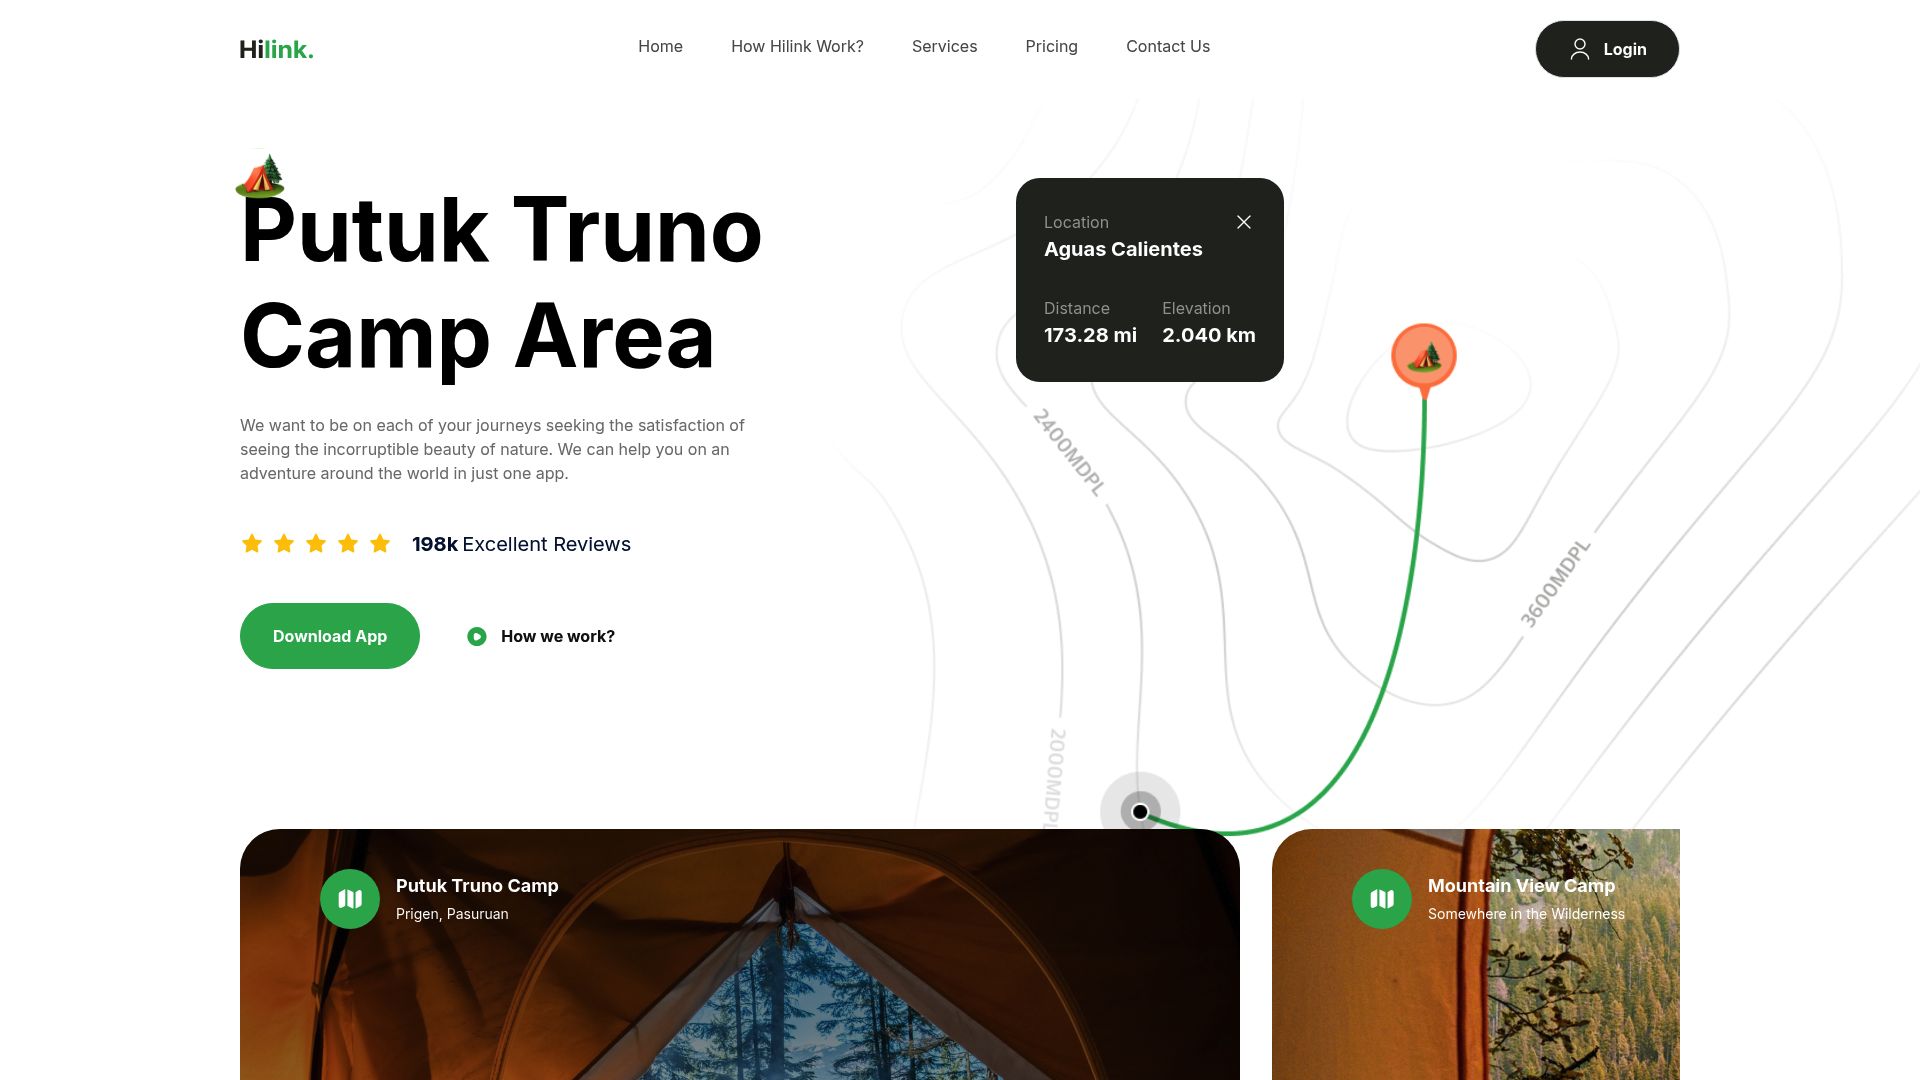 Hilink.
Home
How Hilink Work?
Services
Pricing
Contact Us
Login
Putuk Truno
Camp Area
We want to be on each of your journeys seeking the satisfaction of
seeing the incorruptible beauty of nature. We can help you on an
adventure around the world in just one app.
198k Excellent Reviews
Download App
How we work?
Location
Aguas Calientes
Distance
Elevation
173.28 mi
2.040 km
2400MDPL
3600MDPL
2000MDPL
Putuk Truno Camp
Prigen, Pasuruan
Mountain View Camp
Somewhere in the Wilderness